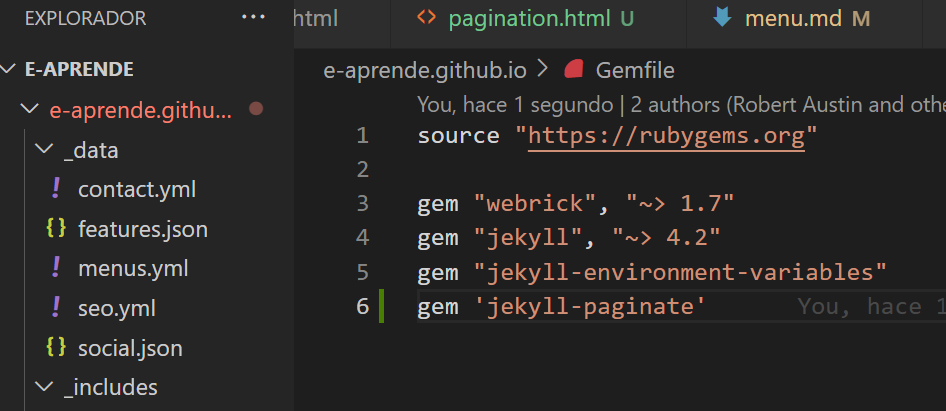 EXPLORADOR ···
E-APRENDE
e-aprende.githu...
_data
! contact.yml
{} features.json
! menus.yml
! seo.yml
{} social.json
_includes
html <> pagination.html U menu.md M
e-aprende.github.io > Gemfile
You, hace 1 segundo | 2 authors (Robert Austin and othe
1 source "https://rubygems.org"
2
3 gem "webrick", "~> 1.7"
4 gem "jekyll", "~> 4.2"
5 gem "jekyll-environment-variables"
6 gem 'jekyll-paginate' You, hace 1